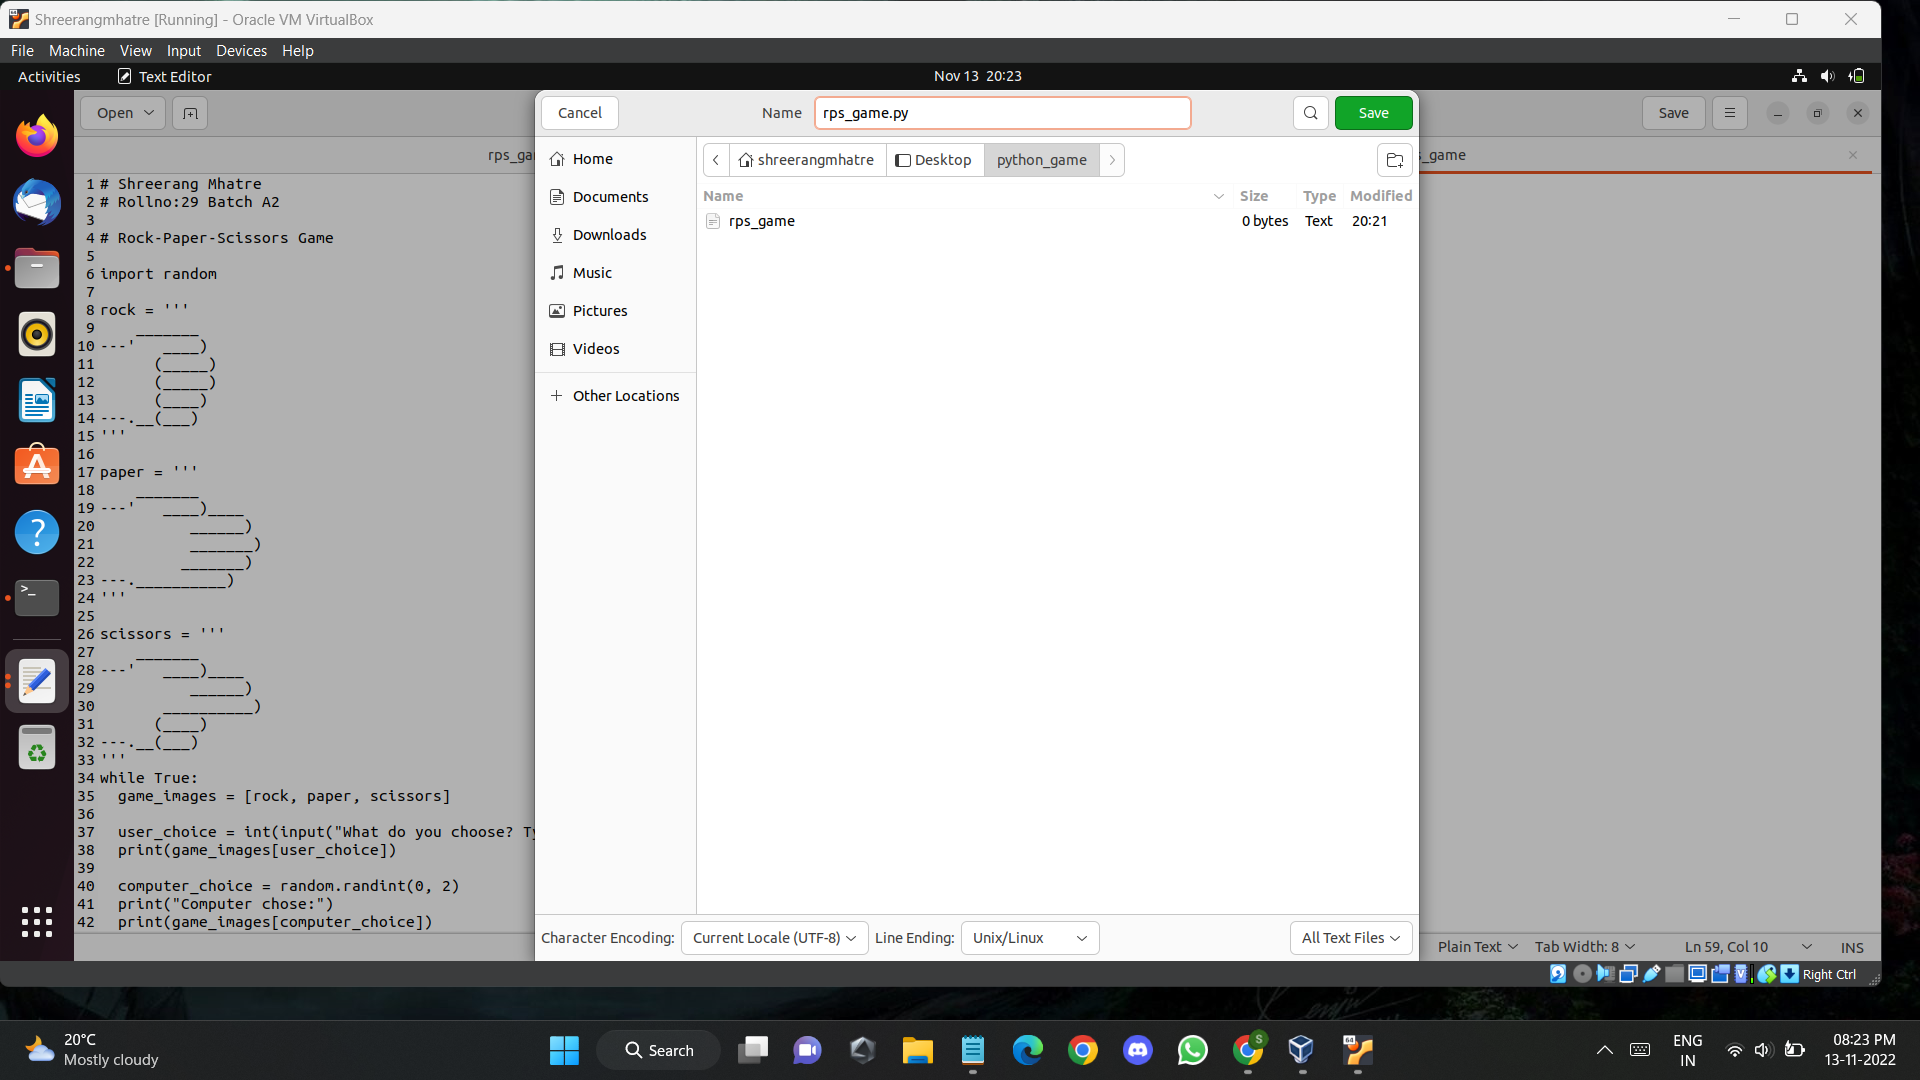 Shreerangmhatre [Running] - Oracle VM VirtualBox
File Machine View Input Devices Help
Activities Text Editor Nov 13 20:23
Open Cancel Name rps_game.py Save Save
rps_ga s_game
Home
Documents
Downloads
Music
Pictures
Videos
Other Locations
shreerangmhatre Desktop python_game
Name Size Type Modified
rps_game 0 bytes Text 20:21
1 # Shreerang Mhatre
2 # Rollno:29 Batch A2
3
4 # Rock-Paper-Scissors Game
5
6 import random
7
8 rock = '''
9     _______
10 ---'   ____)
11       (_____)
12       (_____)
13       (____)
14 ---.__(___)
15 '''
16
17 paper = '''
18     _______
19 ---'   ____)____
20           ______)
21           _______)
22          _______)
23 ---.__________)
24 '''
25
26 scissors = '''
27     _______
28 ---'   ____)____
29           ______)
30        __________)
31       (____)
32 ---.__(___)
33 '''
34 while True:
35   game_images = [rock, paper, scissors]
36
37   user_choice = int(input("What do you choose? Ty
38   print(game_images[user_choice])
39
40   computer_choice = random.randint(0, 2)
41   print("Computer chose:")
42   print(game_images[computer_choice])
Character Encoding: Current Locale (UTF-8) Line Ending: Unix/Linux All Text Files
Plain Text Tab Width: 8 Ln 59, Col 10 INS
Right Ctrl
20°C
Mostly cloudy
Search
ENG
IN
08:23 PM
13-11-2022